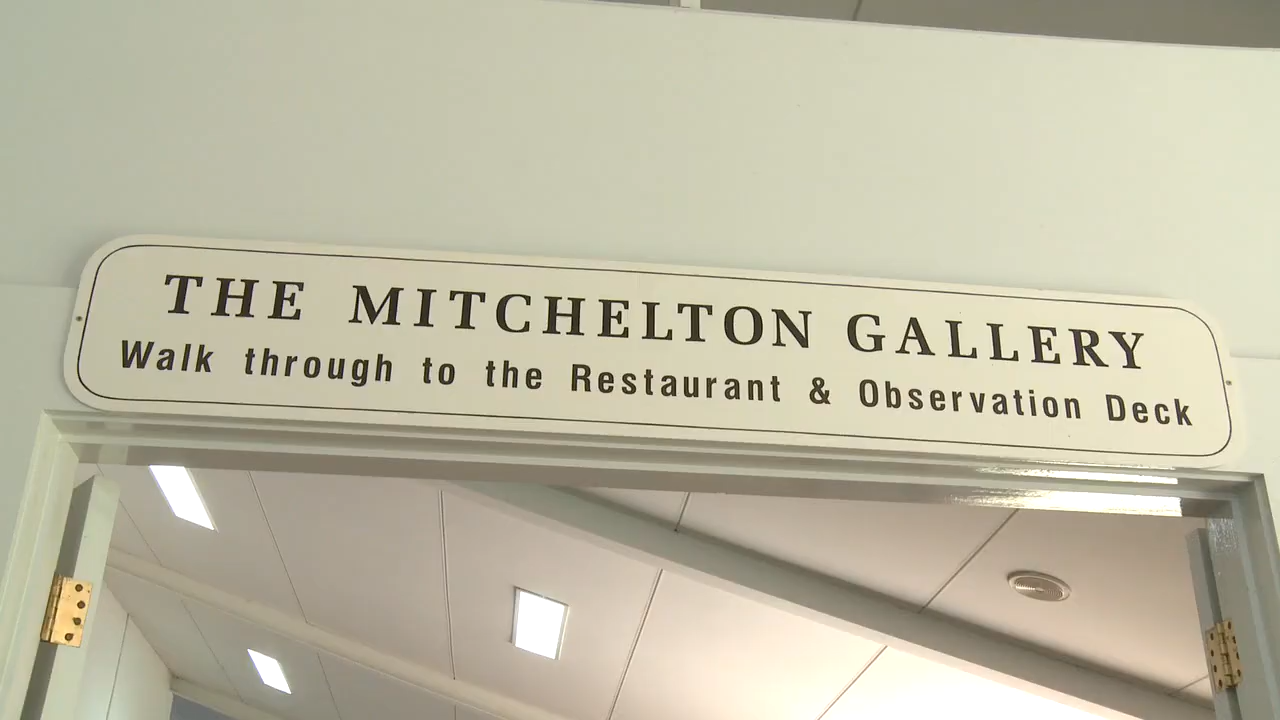 THE MITCHELTON GALLERY
Walk through to the Restaurant & Observation Deck